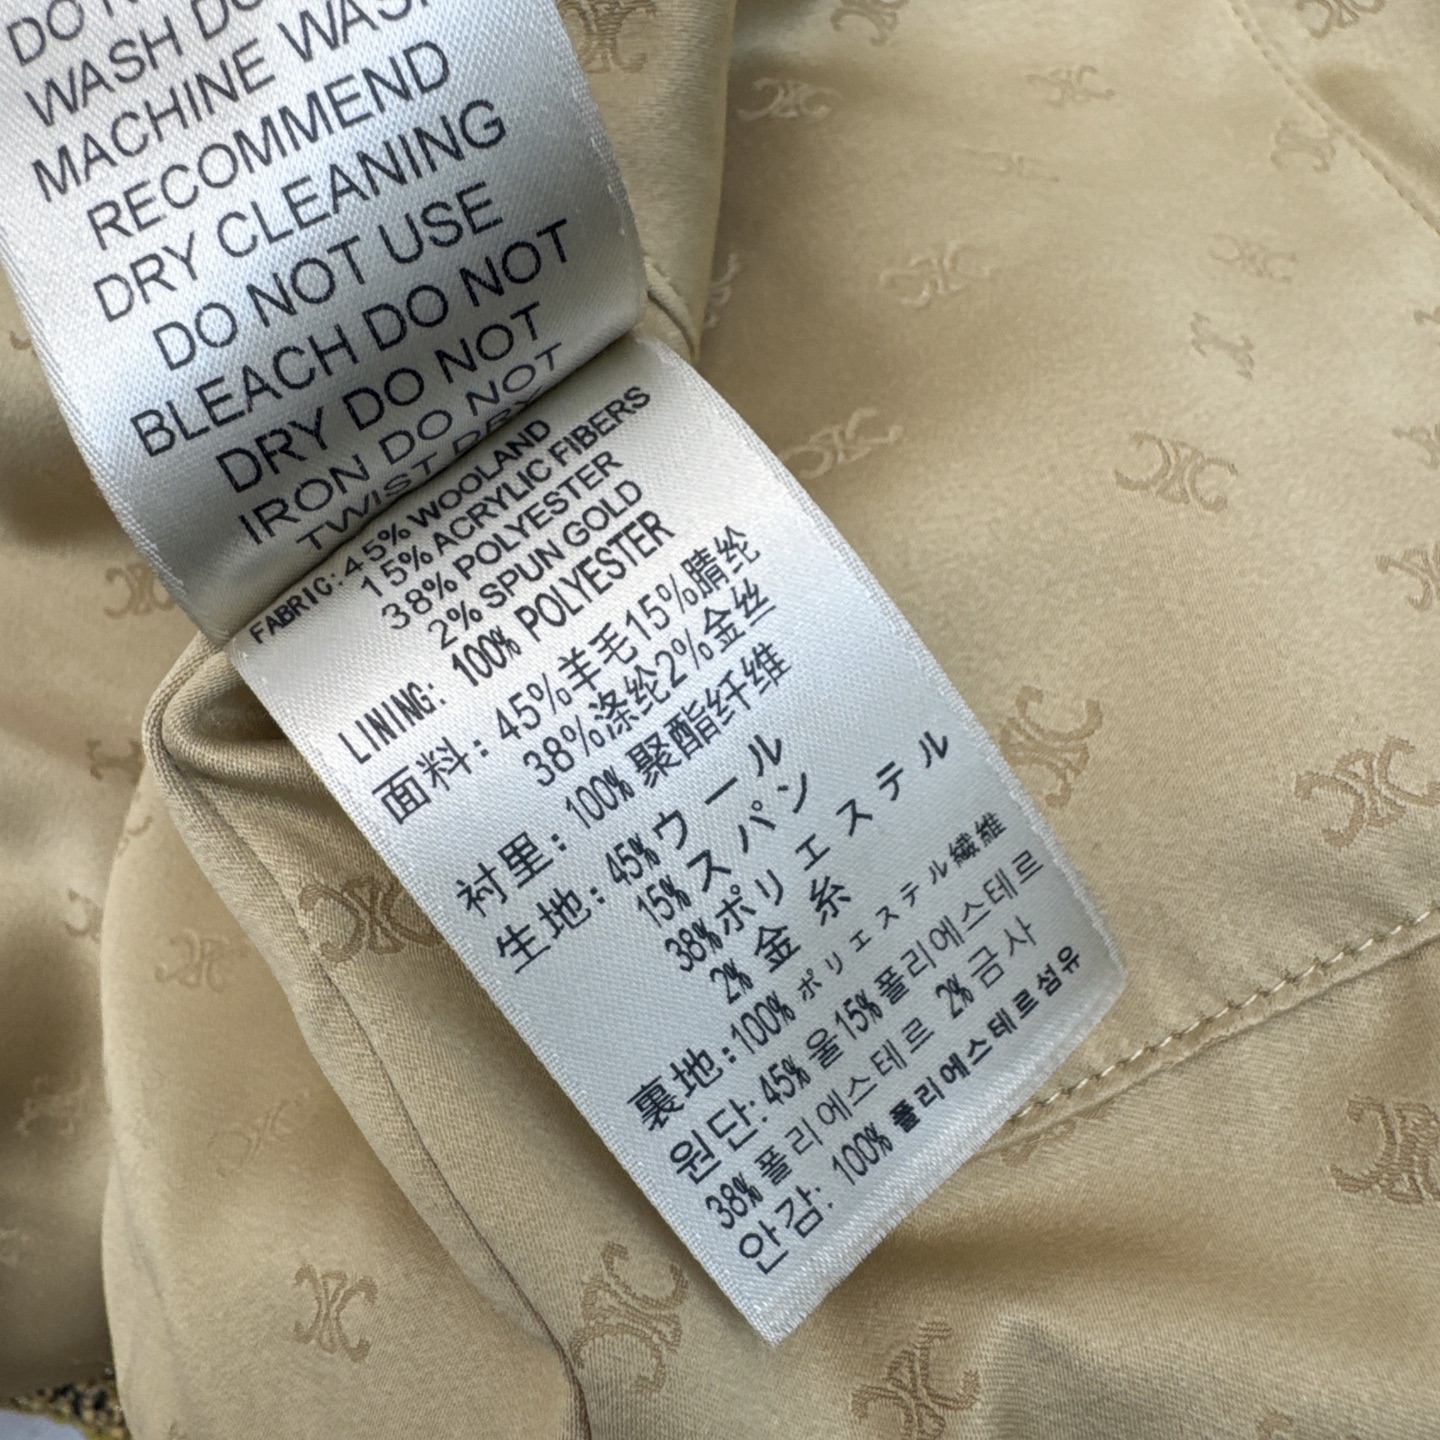 DO NO
WASH DO
MACHINE WAS
RECOMMEND
DRY CLEANING
DO NOT USE
BLEACH DO NOT
DRY DO NOT
IRON DO NOT
TWIST DRY
FABRIC:45% WOOLAND
15% ACRYLIC FIBERS
38% POLYESTER
2% SPUN GOLD
LINING: 100% POLYESTER
面料: 45%羊毛15%腈纶
38%涤纶2%金丝
衬里: 100%聚酯纤维
生地: 45%ウール
15%スパン
38%ポリエステル
2%金糸
裏地:100%ポリエステル繊維
원단:45%울15%폴리에스테르
38%폴리에스테르 2%금사
안감: 100%폴리에스테르섬유